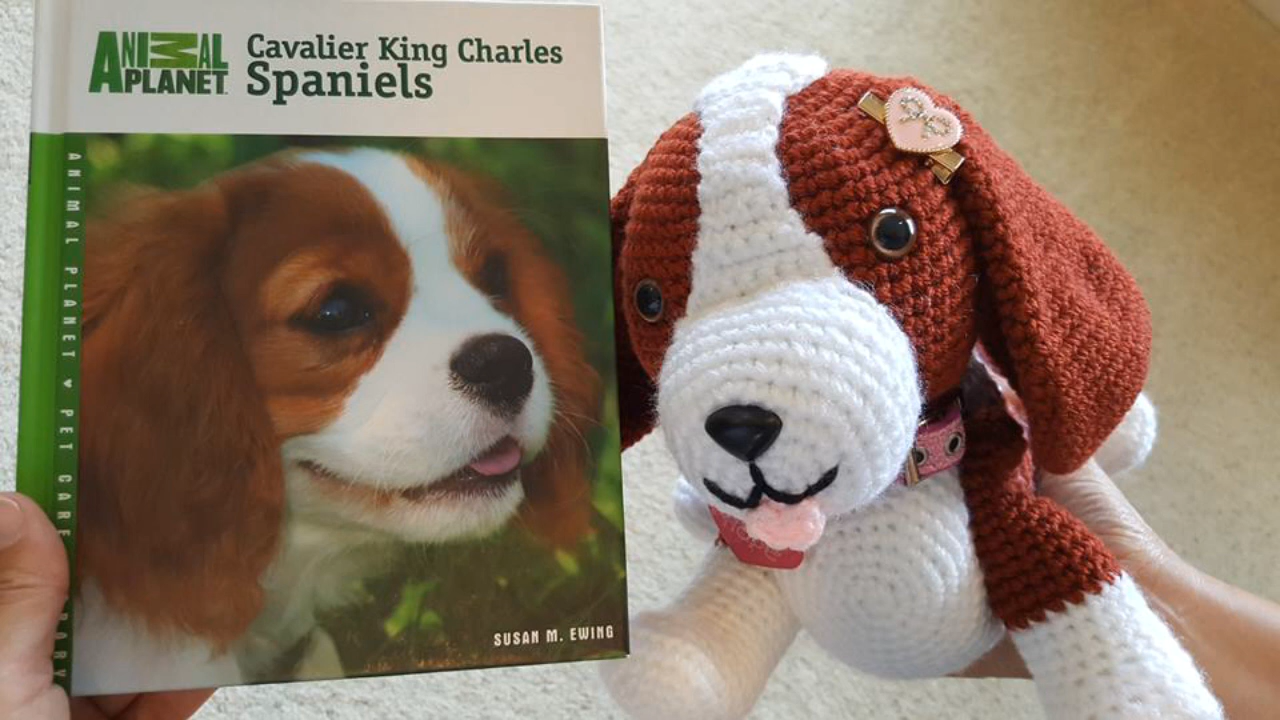 ANIMAL
PLANET
Cavalier King Charles
Spaniels
ANIMAL PLANET ♥ PET CARE
SUSAN M. EWING